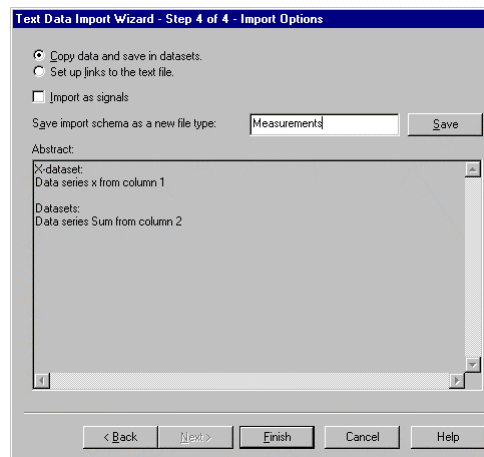 Text Data Import Wizard - Step 4 of 4 - Import Options
Copy data and save in datasets.
Set up links to the text file.
Import as signals
Save import schema as a new file type: Measurements Save
Abstract:
X-dataset:
Data series x from column 1
Datasets:
Data series Sum from column 2
< Back Next > Finish Cancel Help